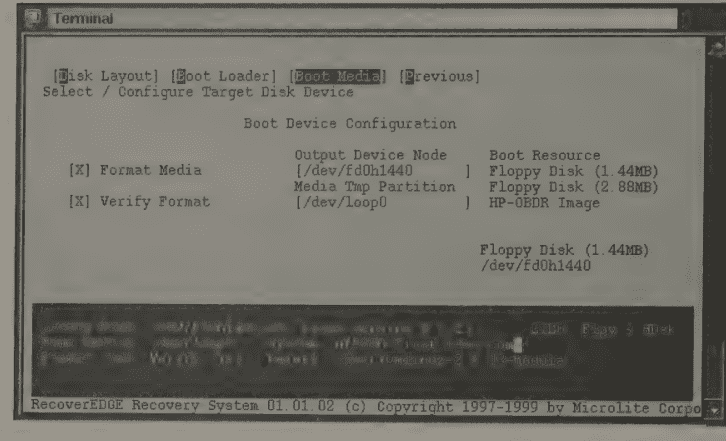 Terminal
[Disk Layout] [Boot Loader] [Boot Media] [Previous]
Select / Configure Target Disk Device
Boot Device Configuration
Output Device Node Boot Resource
[X] Format Media [/dev/fd0h1440 ] Floppy Disk (1.44MB)
Media Tmp Partition Floppy Disk (2.88MB)
[X] Verify Format [/dev/loop0 ] HP-OBDR Image
Floppy Disk (1.44MB)
/dev/fd0h1440
RecoverEDGE Recovery System 01.01.02 (c) Copyright 1997-1999 by Microlite Corpo